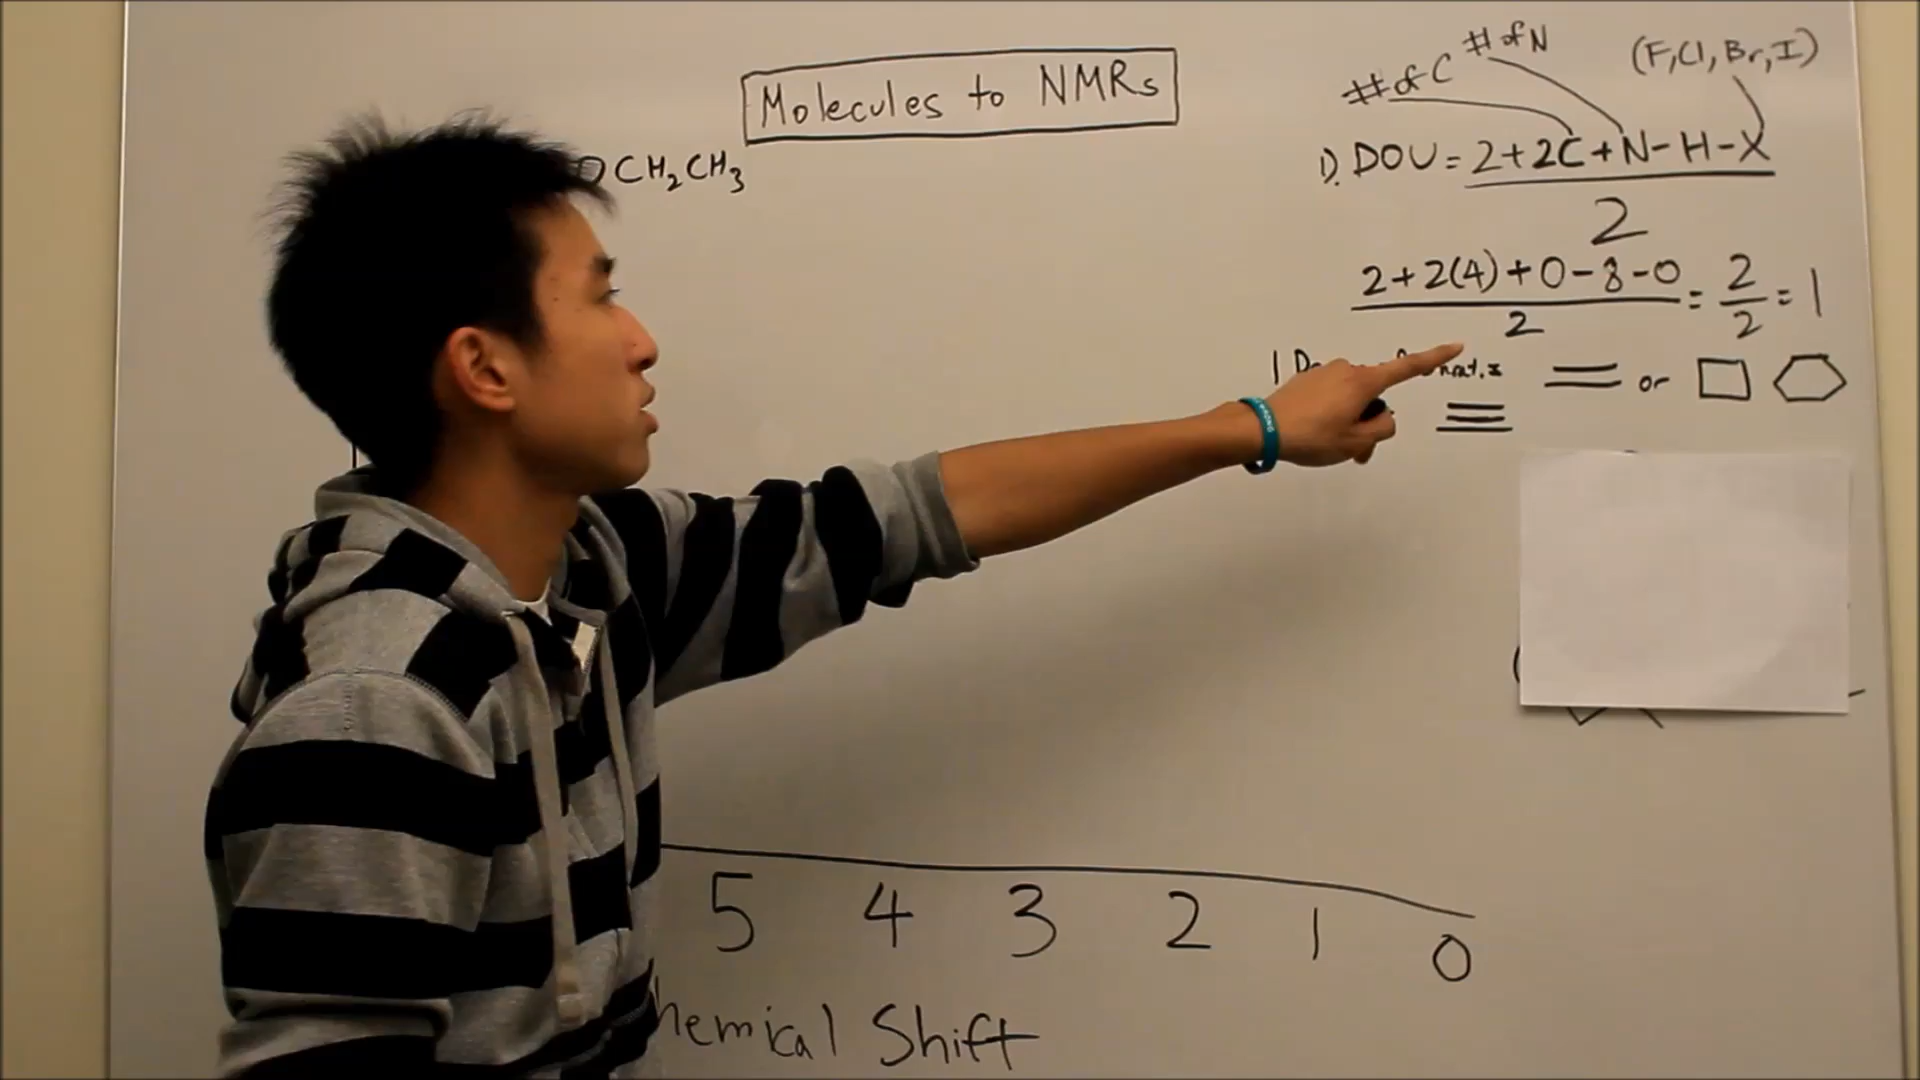 Molecules to NMRs
OCH2CH3
# of C # of N (F, Cl, Br, I)
1). DOU = 2+2C+N-H-X
2
2+2(4)+0-8-0 = 2 = 1
2 2
1 or
5 4 3 2 1 0
hemical Shift